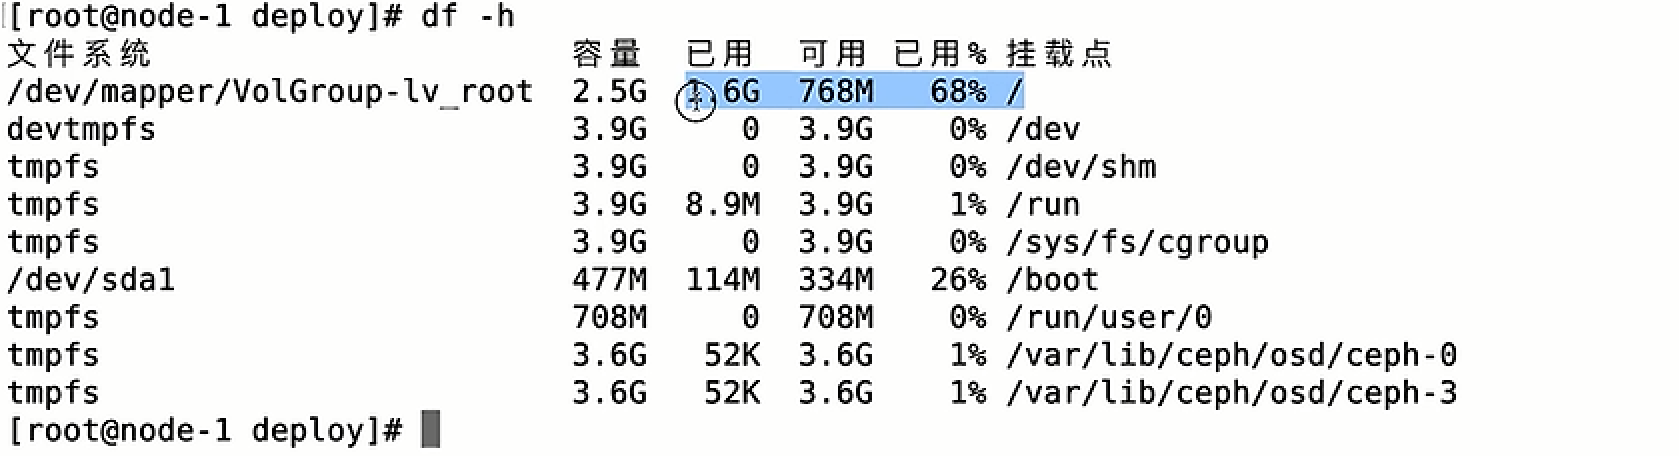 [root@node-1 deploy]# df -h
文件系统 容量 已用 可用 已用% 挂载点
/dev/mapper/VolGroup-lv_root 2.5G 1.6G 768M 68% /
devtmpfs 3.9G 0 3.9G 0% /dev
tmpfs 3.9G 0 3.9G 0% /dev/shm
tmpfs 3.9G 8.9M 3.9G 1% /run
tmpfs 3.9G 0 3.9G 0% /sys/fs/cgroup
/dev/sda1 477M 114M 334M 26% /boot
tmpfs 708M 0 708M 0% /run/user/0
tmpfs 3.6G 52K 3.6G 1% /var/lib/ceph/osd/ceph-0
tmpfs 3.6G 52K 3.6G 1% /var/lib/ceph/osd/ceph-3
[root@node-1 deploy]#